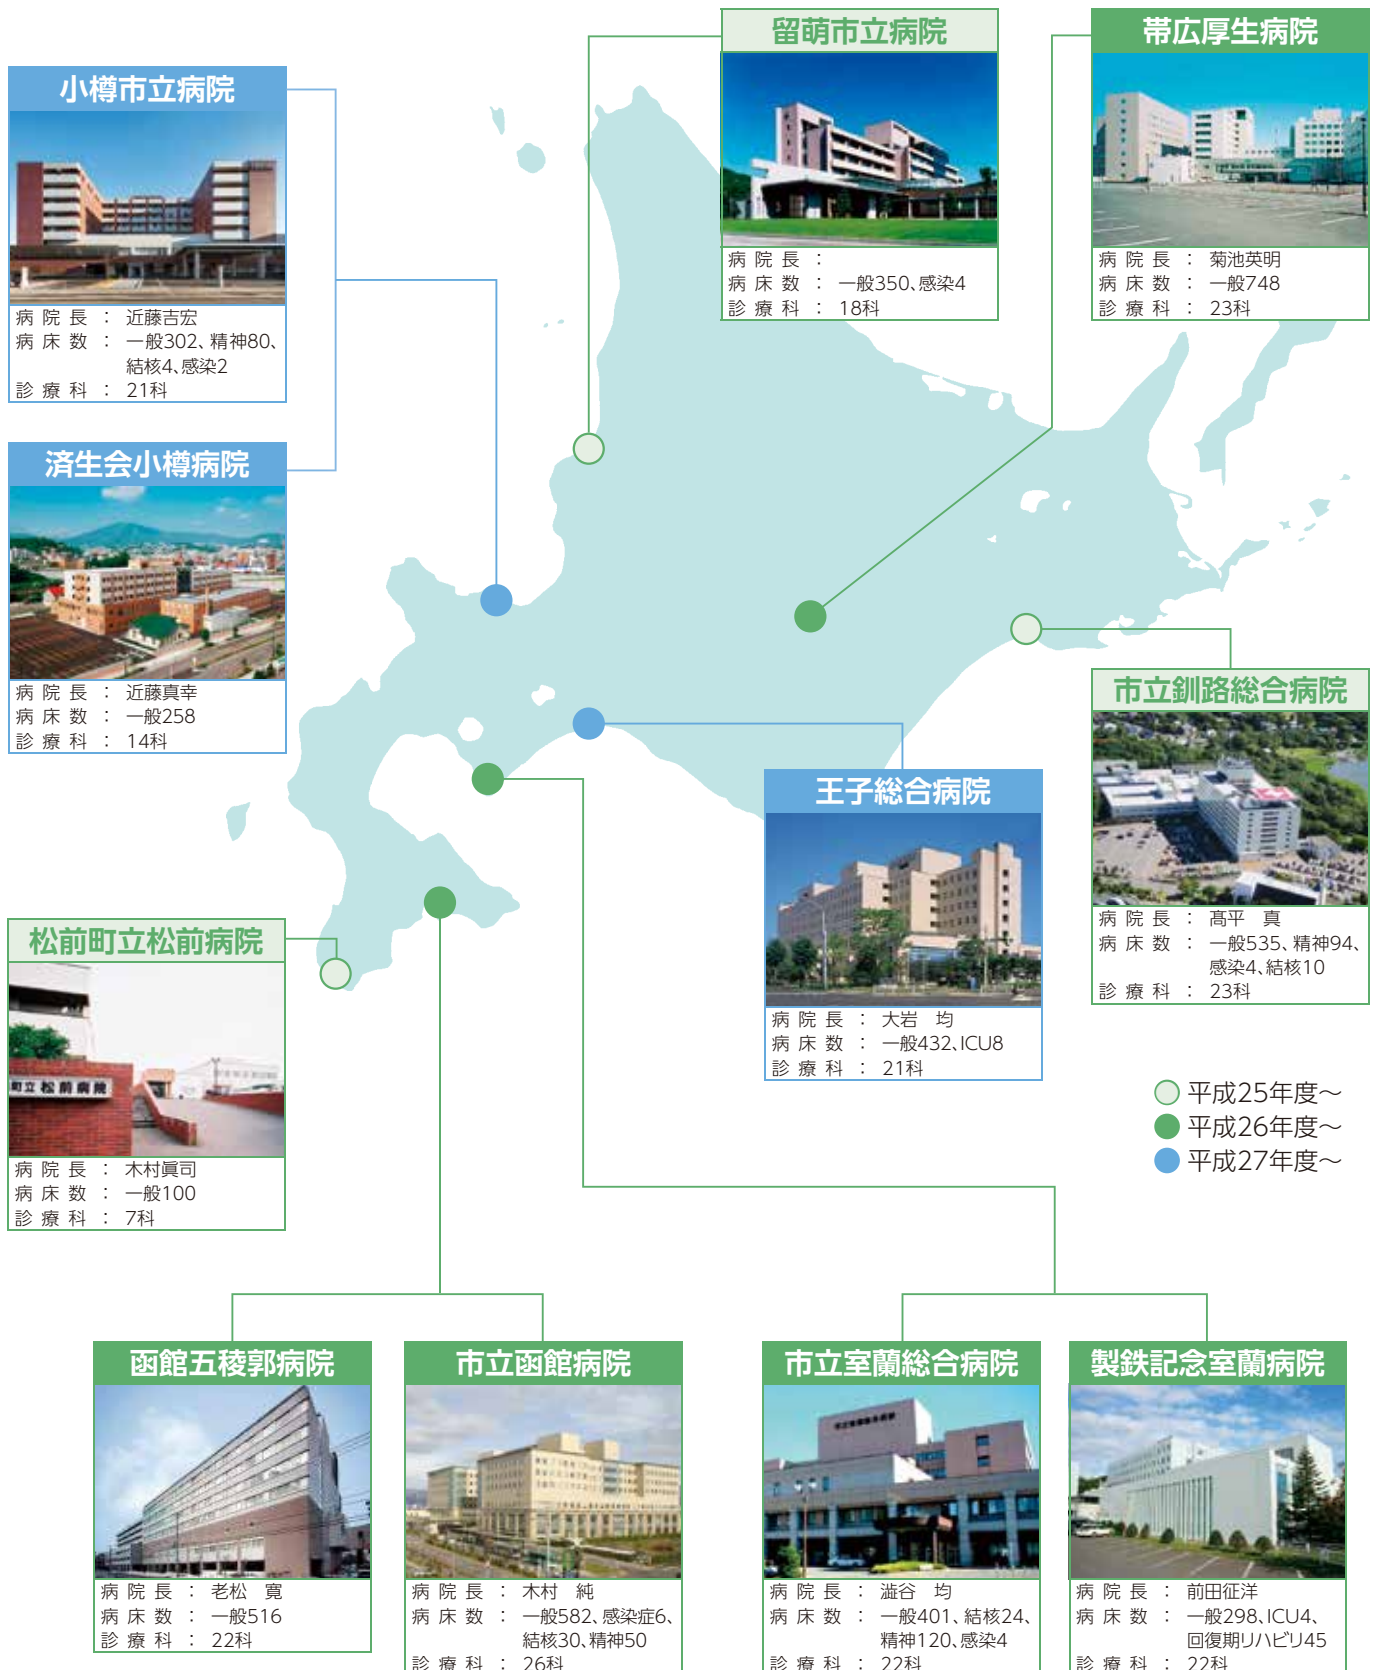 留萌市立病院
病院長：
病床数：一般350、感染4
診療科：18科
帯広厚生病院
病院長：菊池英明
病床数：一般748
診療科：23科
小樽市立病院
病院長：近藤吉宏
病床数：一般302、精神80、
結核4、感染2
診療科：21科
済生会小樽病院
病院長：近藤真幸
病床数：一般258
診療科：14科
市立釧路総合病院
病院長：髙平　真
病床数：一般535、精神94、
感染4、結核10
診療科：23科
王子総合病院
病院長：大岩　均
病床数：一般432、ICU8
診療科：21科
松前町立松前病院
町立松前病院
病院長：木村眞司
病床数：一般100
診療科：7科
平成25年度～
平成26年度～
平成27年度～
函館五稜郭病院
病院長：老松　寛
病床数：一般516
診療科：22科
市立函館病院
病院長：木村　純
病床数：一般582、感染症6、
結核30、精神50
診療科：26科
市立室蘭総合病院
市立室蘭総合病院
病院長：澁谷　均
病床数：一般401、結核24、
精神120、感染4
診療科：22科
製鉄記念室蘭病院
病院長：前田征洋
病床数：一般298、ICU4、
回復期リハビリ45
診療科：22科